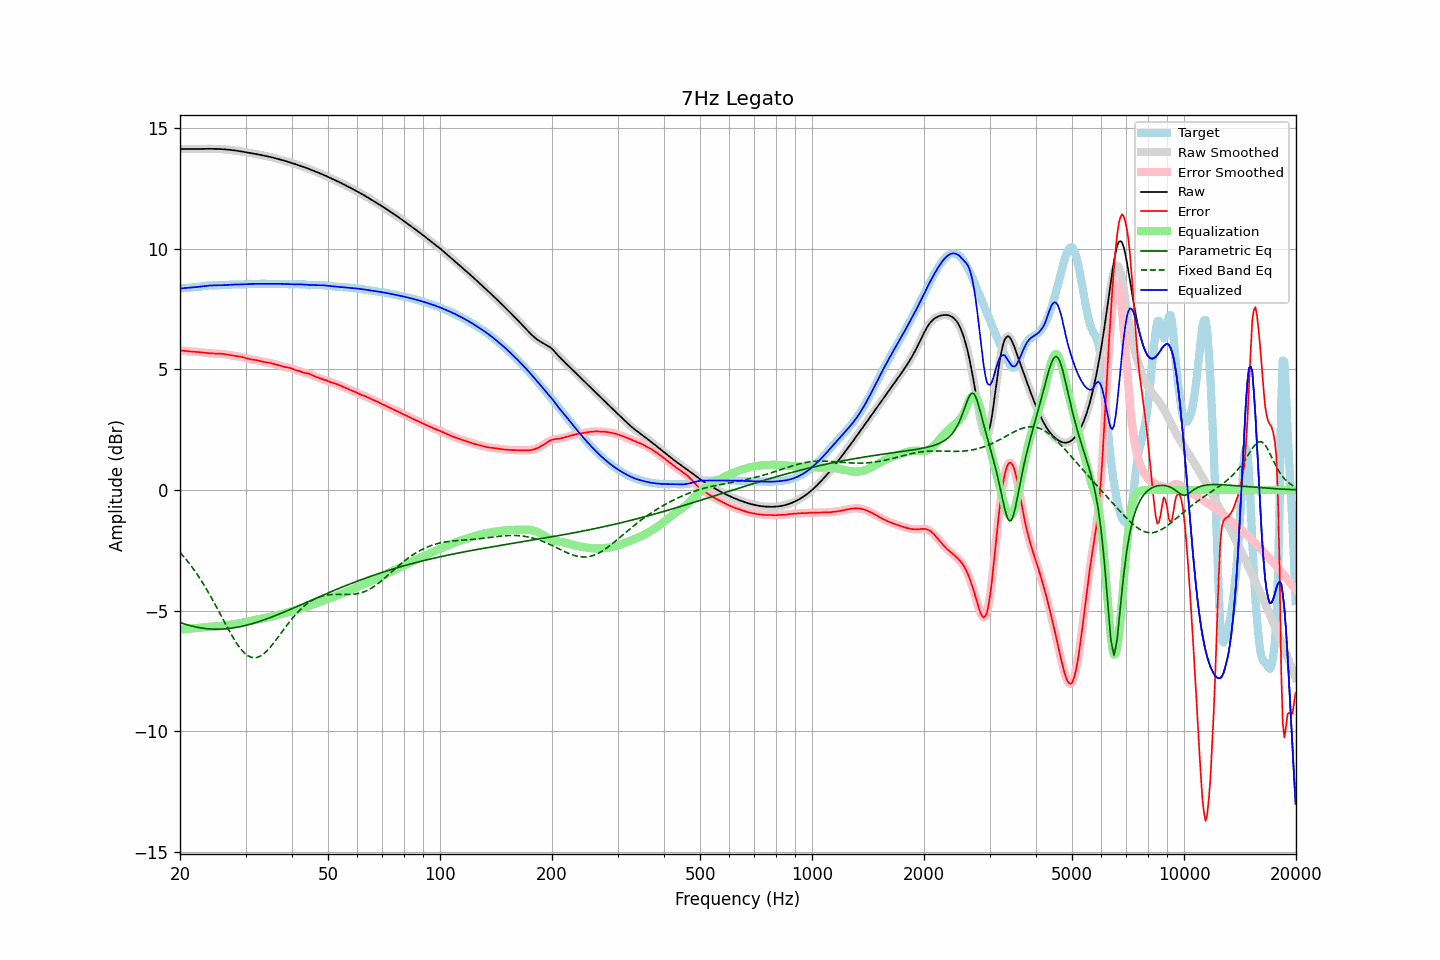 7Hz Legato
Amplitude (dBr)
15
10
5
0
−5
−10
−15
Target
Raw Smoothed
Error Smoothed
Raw
Error
Equalization
Parametric Eq
Fixed Band Eq
Equalized
20 50 100 200 500 1000 2000 5000 10000 20000
Frequency (Hz)